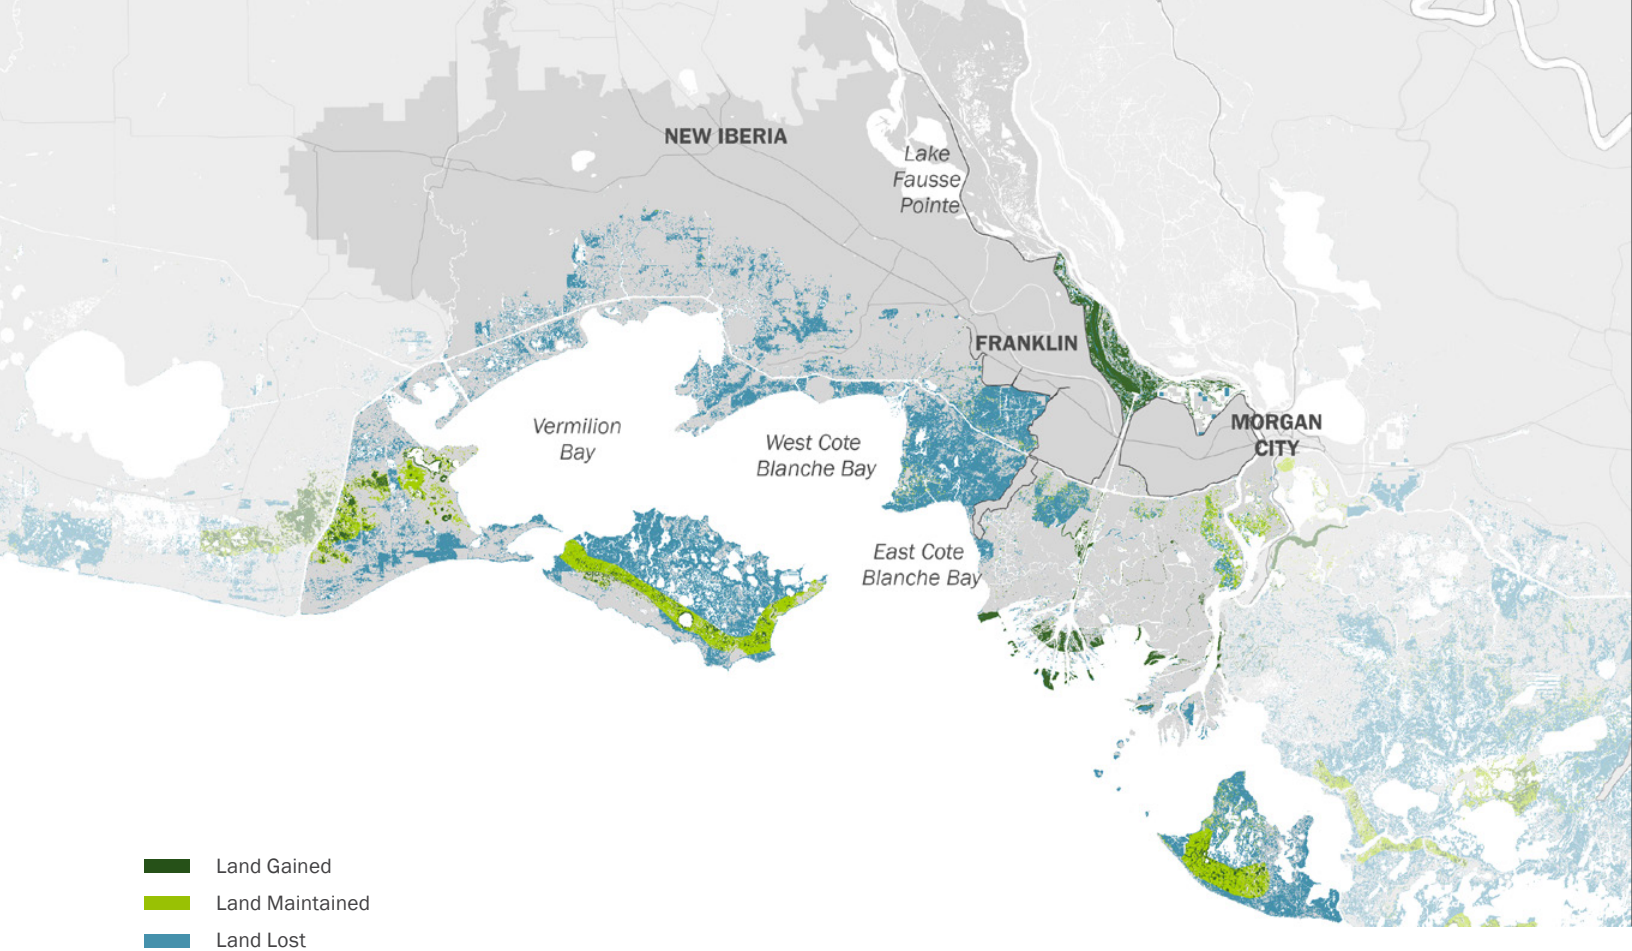 NEW IBERIA
Lake
Fausse
Pointe
FRANKLIN
MORGAN
CITY
Vermilion
Bay
West Cote
Blanche Bay
East Cote
Blanche Bay
Land Gained
Land Maintained
Land Lost